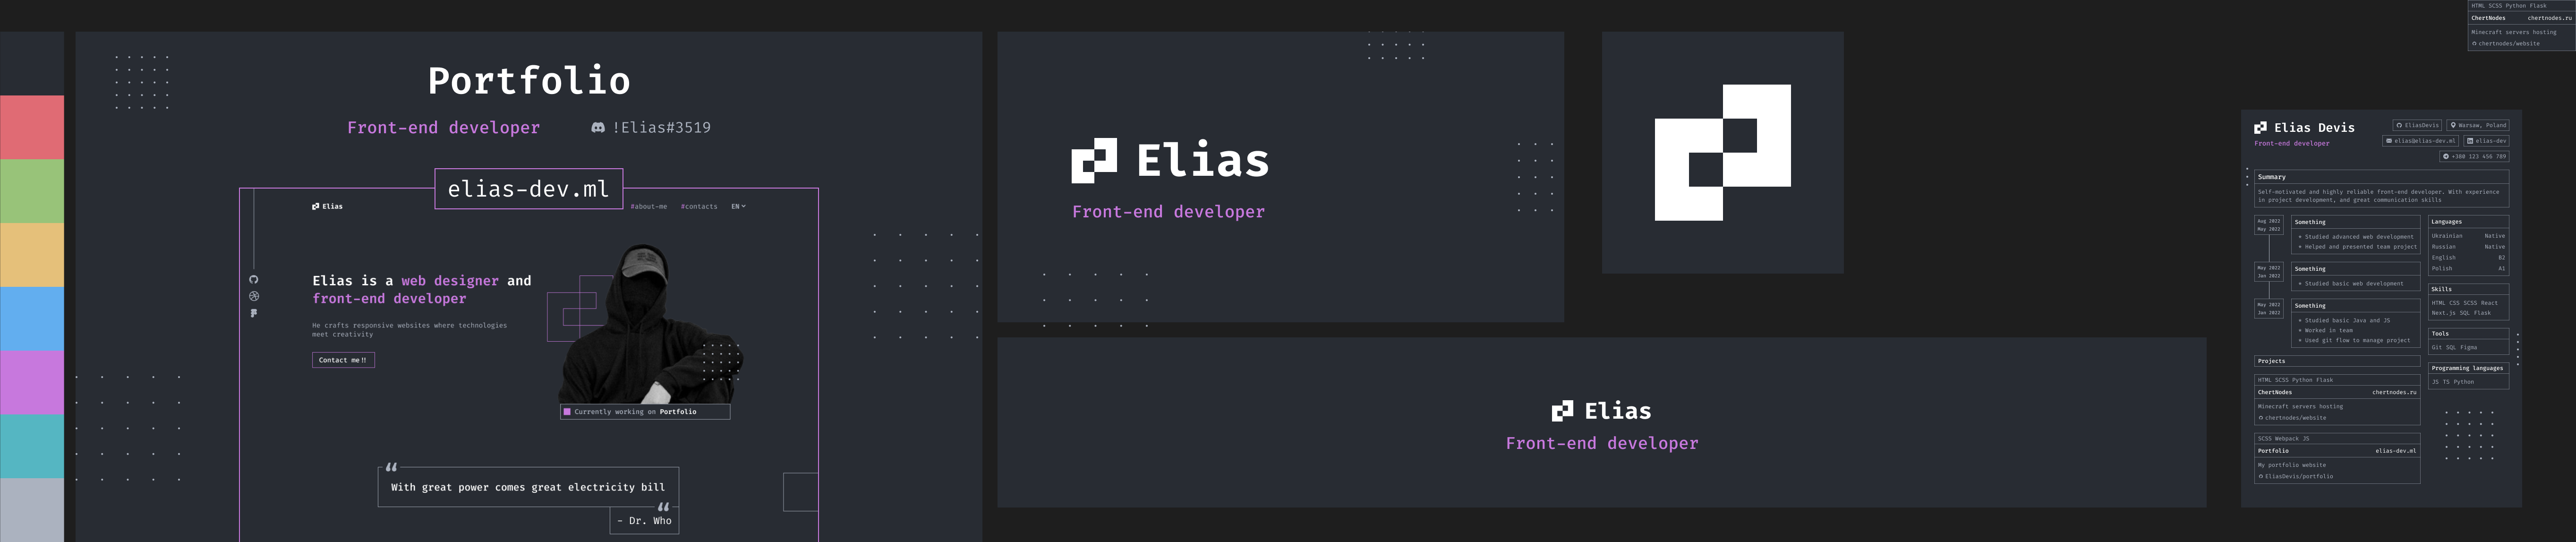 Portfolio
Front-end developer
!Elias#3519
elias-dev.ml
Elias
#about-me
#contacts
EN
Elias is a web designer and
front-end developer
He crafts responsive websites where technologies
meet creativity
Contact me!!
Currently working on Portfolio
With great power comes great electricity bill
- Dr. Who
Elias
Front-end developer
Elias
Front-end developer
HTML SCSS Python Flask
ChertNodes chertnodes.ru
Minecraft servers hosting
chertnodes/website
Elias Devis
Front-end developer
EliasDevis
Warsaw, Poland
elias@elias-dev.ml
elias-dev
+380 123 456 789
Summary
Self-motivated and highly reliable front-end developer. With experience
in project development, and great communication skills
Aug 2022
May 2022
Something
+ Studied advanced web development
+ Helped and presented team project
May 2022
Jan 2022
Something
+ Studied basic web development
May 2022
Jan 2022
Something
+ Studied basic Java and JS
+ Worked in team
+ Used git flow to manage project
Projects
HTML SCSS Python Flask
ChertNodes chertnodes.ru
Minecraft servers hosting
chertnodes/website
SCSS Webpack JS
Portfolio elias-dev.ml
My portfolio website
EliasDevis/portfolio
Languages
Ukrainian Native
Russian Native
English B2
Polish A1
Skills
HTML CSS SCSS React
Next.js SQL Flask
Tools
Git SQL Figma
Programming languages
JS TS Python